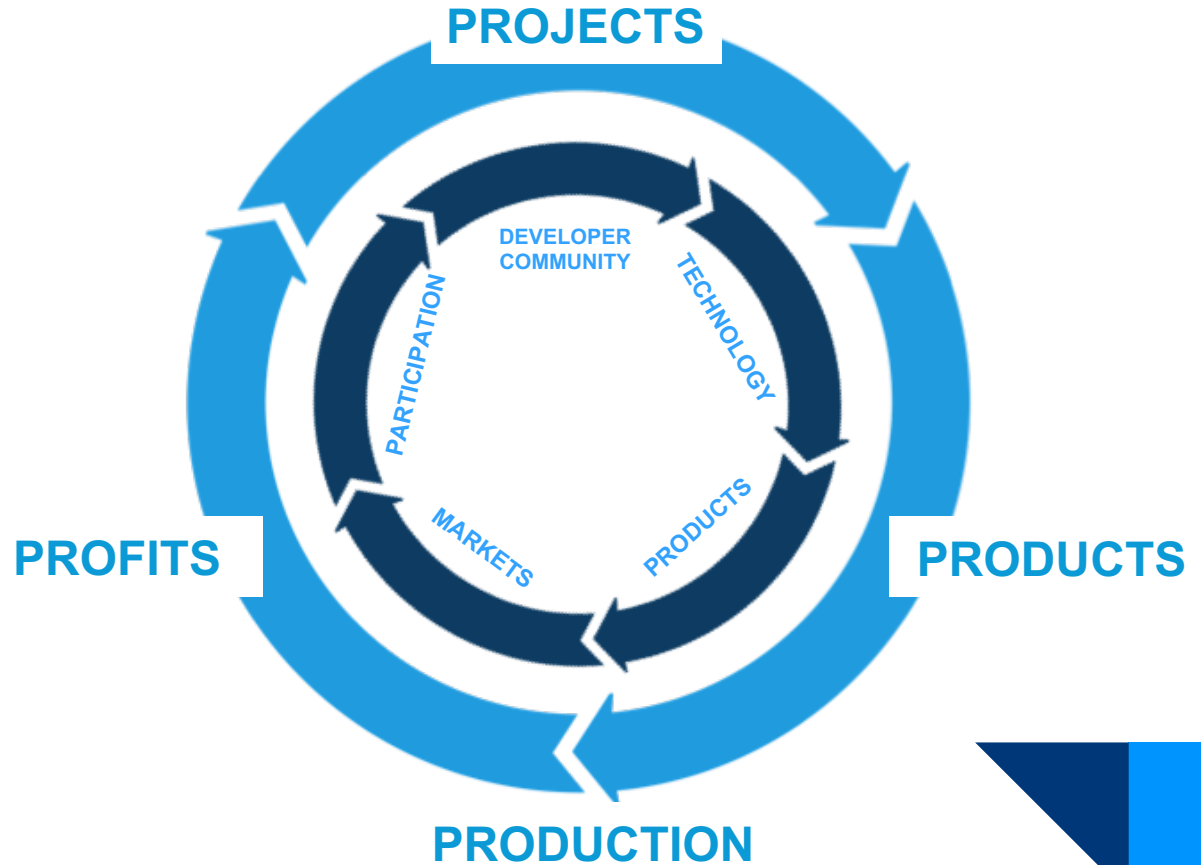 PROJECTS
DEVELOPER
COMMUNITY
TECHNOLOGY
PARTICIPATION
PRODUCTS
MARKETS
PROFITS
PRODUCTS
PRODUCTION